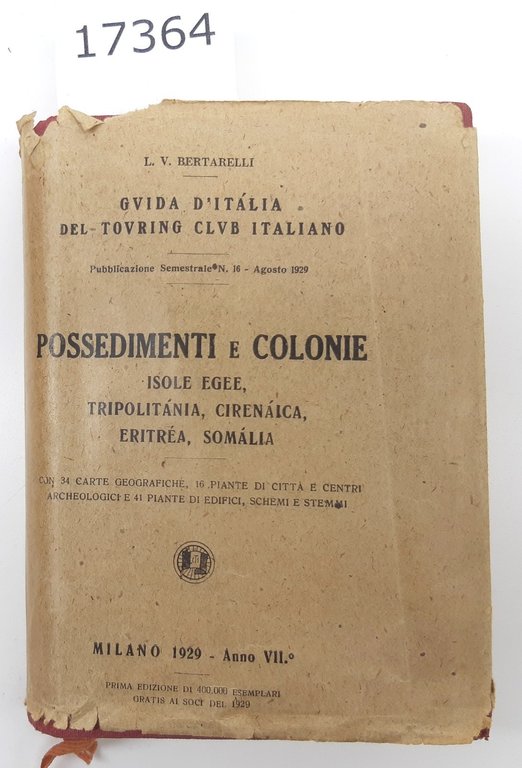 17364
L. V. BERTARELLI
GVIDA D'ITÁLIA
DEL TOVRING CLVB ITALIANO
Pubblicazione Semestrale N. 16 - Agosto 1929
POSSEDIMENTI E COLONIE
ISOLE EGEE,
TRIPOLITÁNIA, CIRENÁICA,
ERITRÉA, SOMÁLIA
CON 34 CARTE GEOGRAFICHE, 16 PIANTE DI CITTÀ E CENTRI
ARCHEOLOGICI E 41 PIANTE DI EDIFICI, SCHEMI E STEMMI
MILANO 1929 - Anno VII.º
PRIMA EDIZIONE DI 400.000 ESEMPLARI
GRATIS AI SOCI DEL 1929